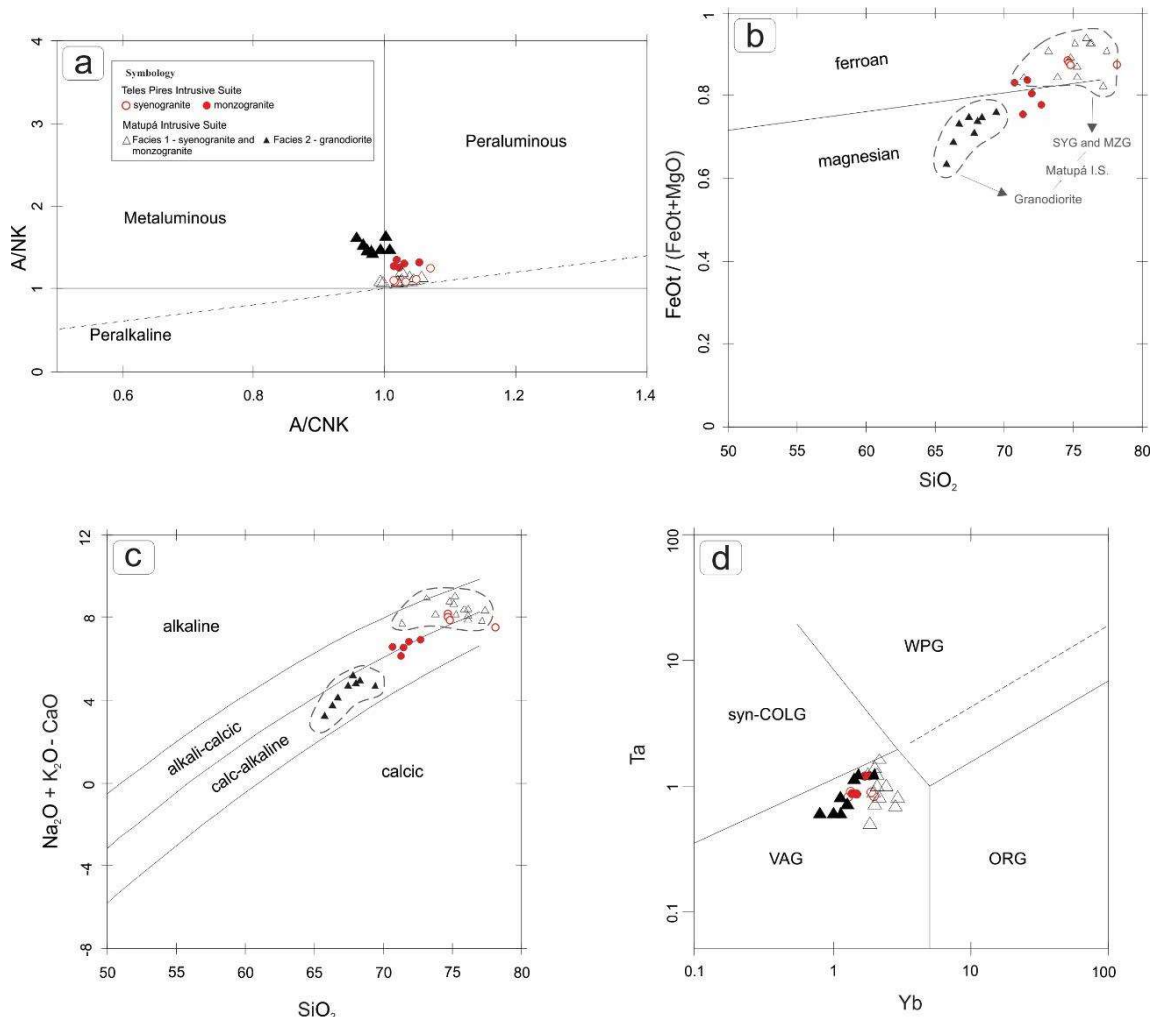 a
Symbology
Teles Pires Intrusive Suite
syenogranite monzogranite
Matupá Intrusive Suite
Facies 1 - syenogranite and monzogranite
Facies 2 - granodiorite
Peraluminous
Metaluminous
Peralkaline
A/NK
4
3
2
1
0
0.6 0.8 1.0 1.2 1.4
A/CNK
b
ferroan
magnesian
SYG and MZG
Matupá I.S.
Granodiorite
FeOt / (FeOt+MgO)
1
0.8
0.6
0.4
0.2
0
50 55 60 65 70 75 80
SiO₂
c
alkaline
alkali-calcic
calc-alkaline
calcic
Na₂O + K₂O - CaO
12
8
4
0
-4
-8
50 55 60 65 70 75 80
SiO₂
d
WPG
syn-COLG
VAG
ORG
Ta
100
10
1
0.1
0.1 1 10 100
Yb